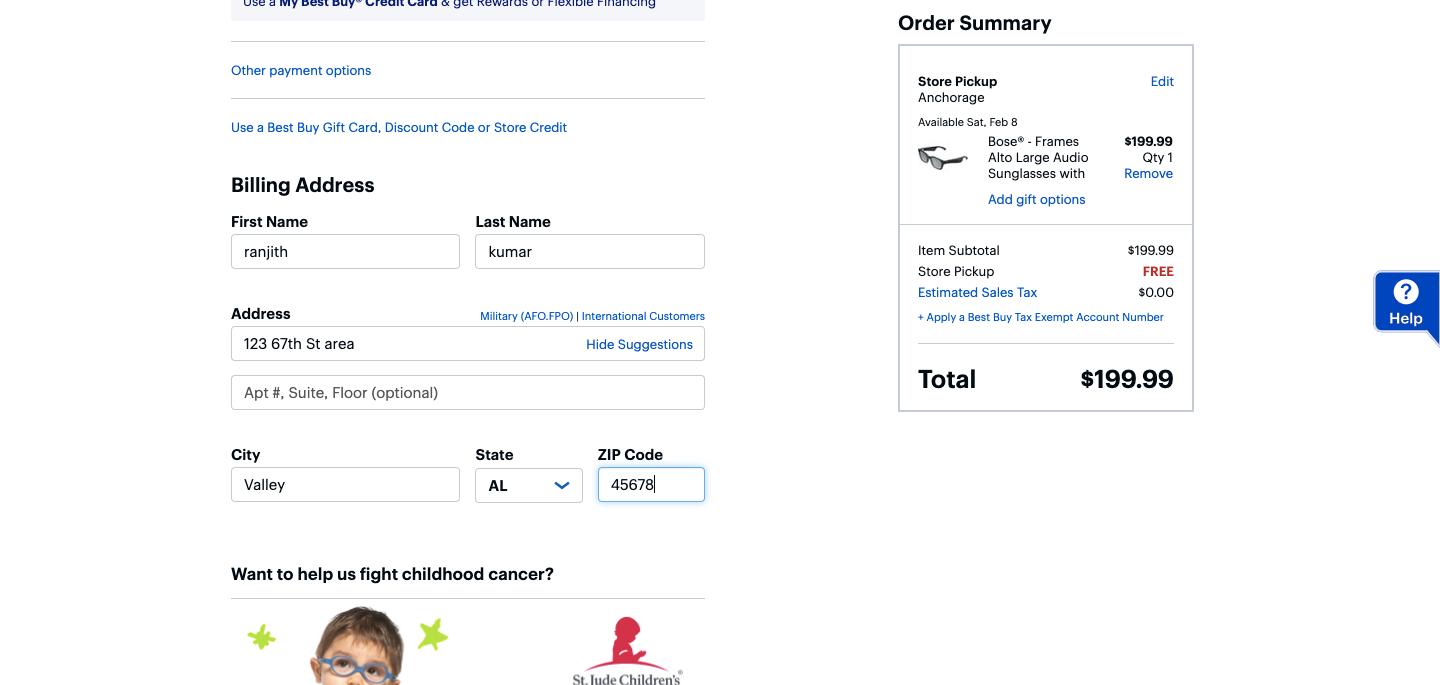 Use a My Best Buy® Credit Card & get Rewards or Flexible Financing
Other payment options
Use a Best Buy Gift Card, Discount Code or Store Credit
Billing Address
First Name
Last Name
ranjith
kumar
Address
Military (AFO.FPO) | International Customers
123 67th St area
Hide Suggestions
Apt #, Suite, Floor (optional)
City
State
ZIP Code
Valley
AL
45678
Want to help us fight childhood cancer?
St. Jude Children's
Order Summary
Store Pickup
Edit
Anchorage
Available Sat, Feb 8
Bose® - Frames
$199.99
Alto Large Audio
Qty 1
Sunglasses with
Remove
Add gift options
Item Subtotal
$199.99
Store Pickup
FREE
Estimated Sales Tax
$0.00
+ Apply a Best Buy Tax Exempt Account Number
Total
$199.99
?
Help